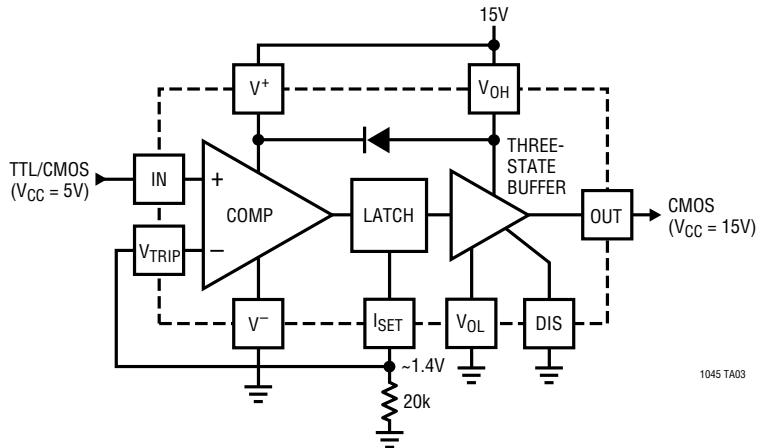 15V
V+
VOH
THREE-
STATE
BUFFER
TTL/CMOS
(VCC = 5V)
IN
+
COMP
LATCH
OUT
CMOS
(VCC = 15V)
VTRIP
–
V–
ISET
VOL
DIS
~1.4V
20k
1045 TA03